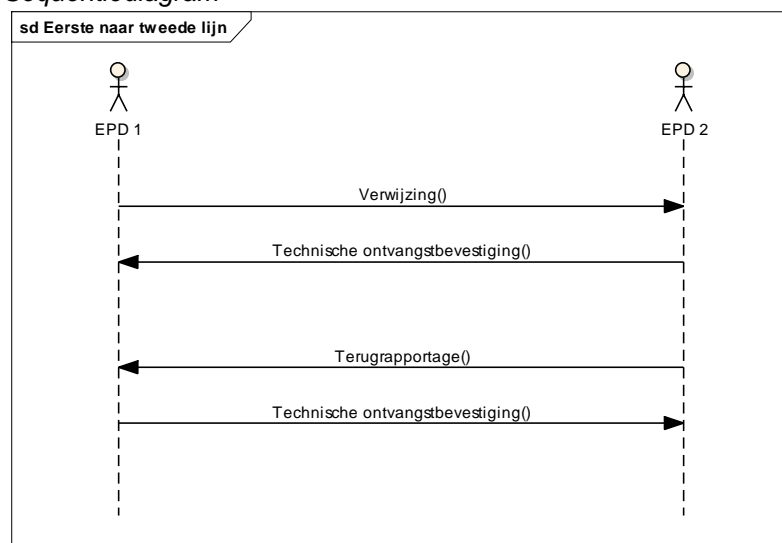 Sequentiediagram
sd Eerste naar tweede lijn
EPD 1
EPD 2
Verwijzing()
Technische ontvangstbevestiging()
Terugrapportage()
Technische ontvangstbevestiging()